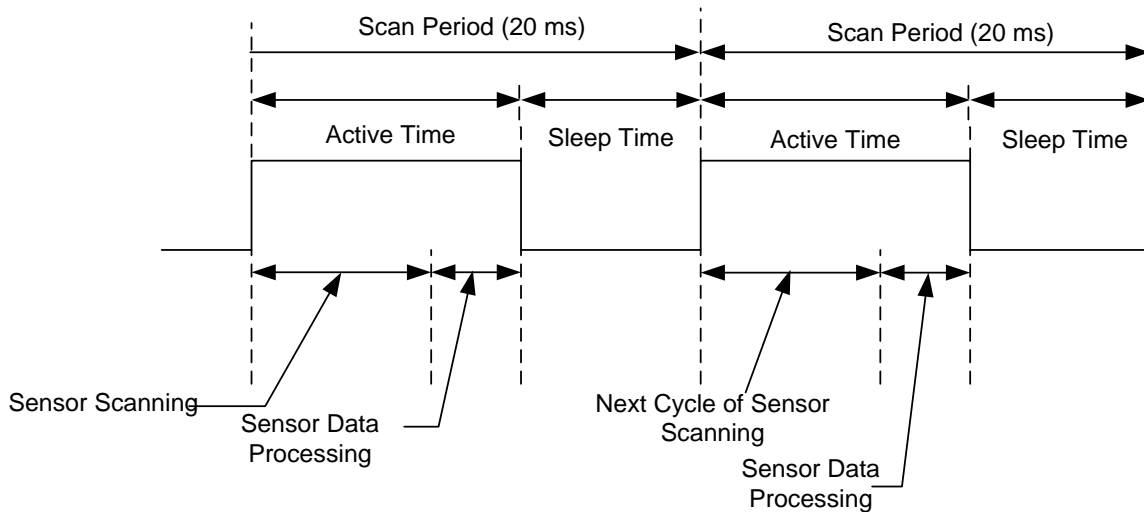 Scan Period (20 ms)
Scan Period (20 ms)
Active Time
Sleep Time
Active Time
Sleep Time
Sensor Scanning
Sensor Data
Processing
Next Cycle of Sensor
Scanning
Sensor Data
Processing